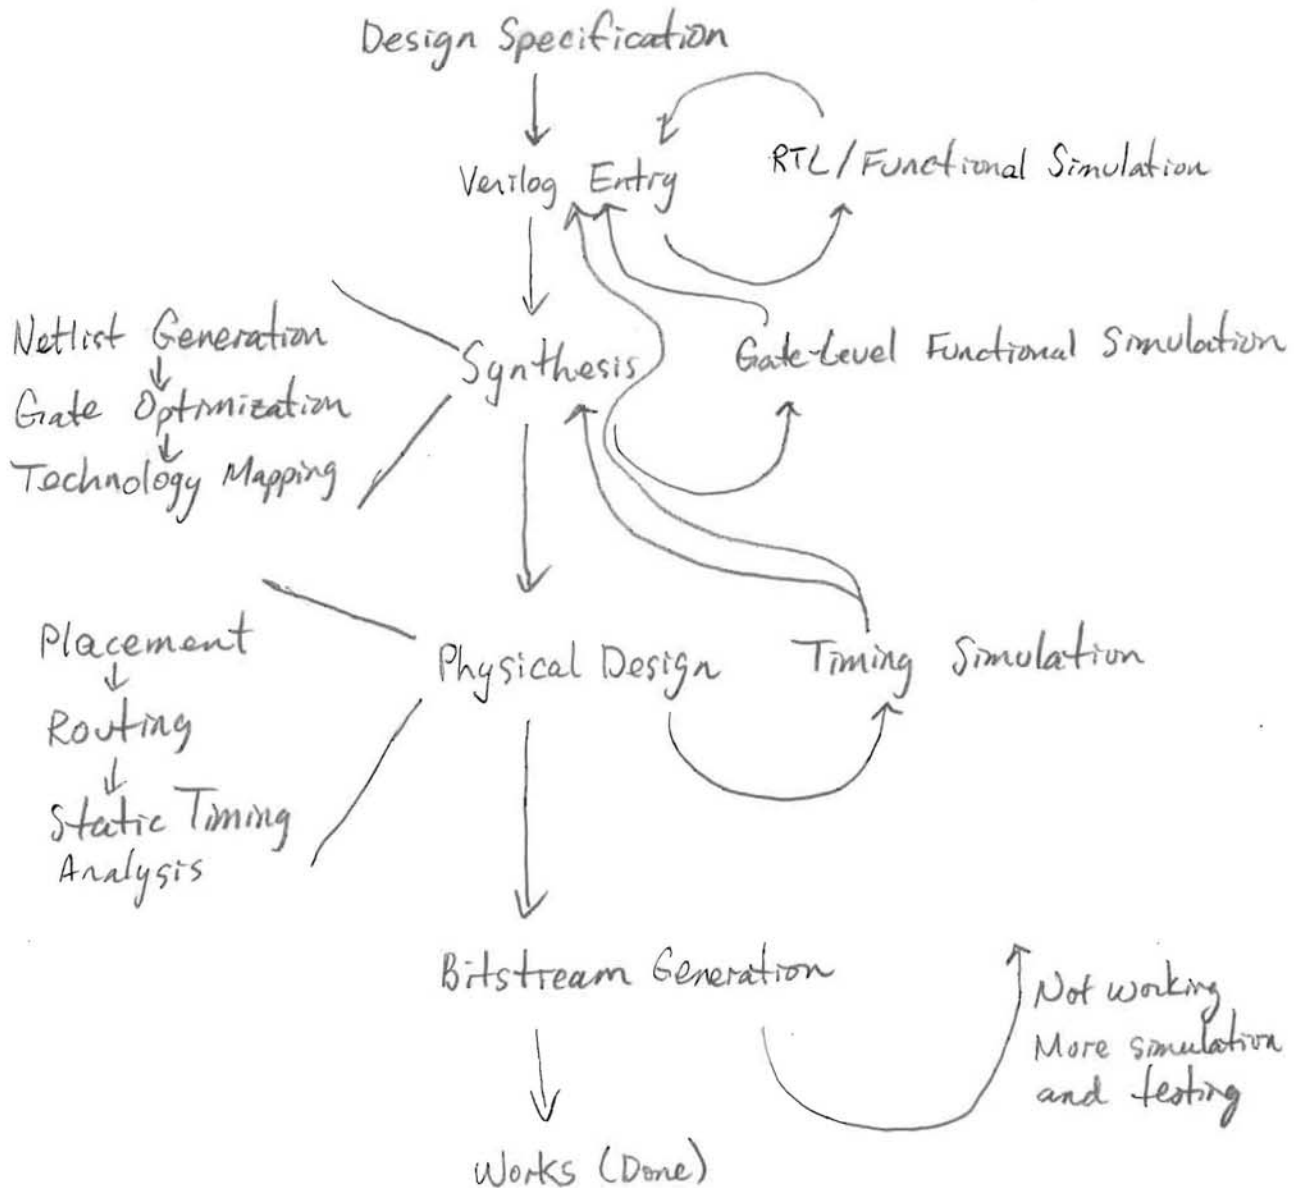 Design Specification
Verilog Entry
RTL/Functional Simulation
Netlist Generation
Gate Optimization
Technology Mapping
Synthesis
Gate-Level Functional Simulation
Placement
Routing
Static Timing
Analysis
Physical Design
Timing Simulation
Bitstream Generation
Not working
More simulation
and testing
Works (Done)